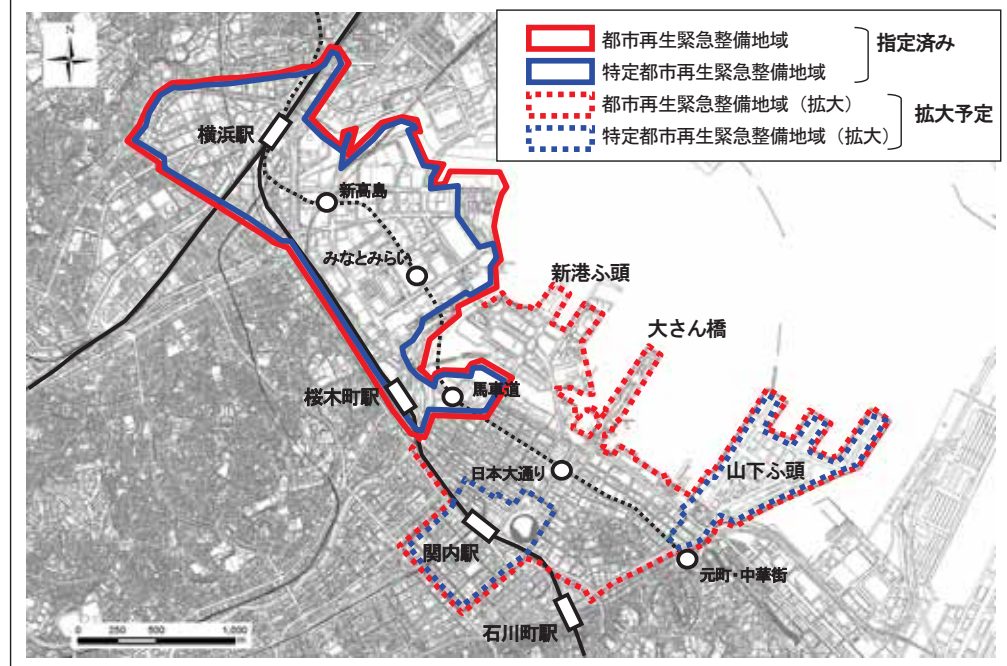 N
都市再生緊急整備地域
特定都市再生緊急整備地域
指定済み
都市再生緊急整備地域（拡大）
特定都市再生緊急整備地域（拡大）
拡大予定
横浜駅
新高島
みなとみらい
新港ふ頭
大さん橋
桜木町駅
馬車道
日本大通り
山下ふ頭
関内駅
元町・中華街
石川町駅
0 250 500 1,000